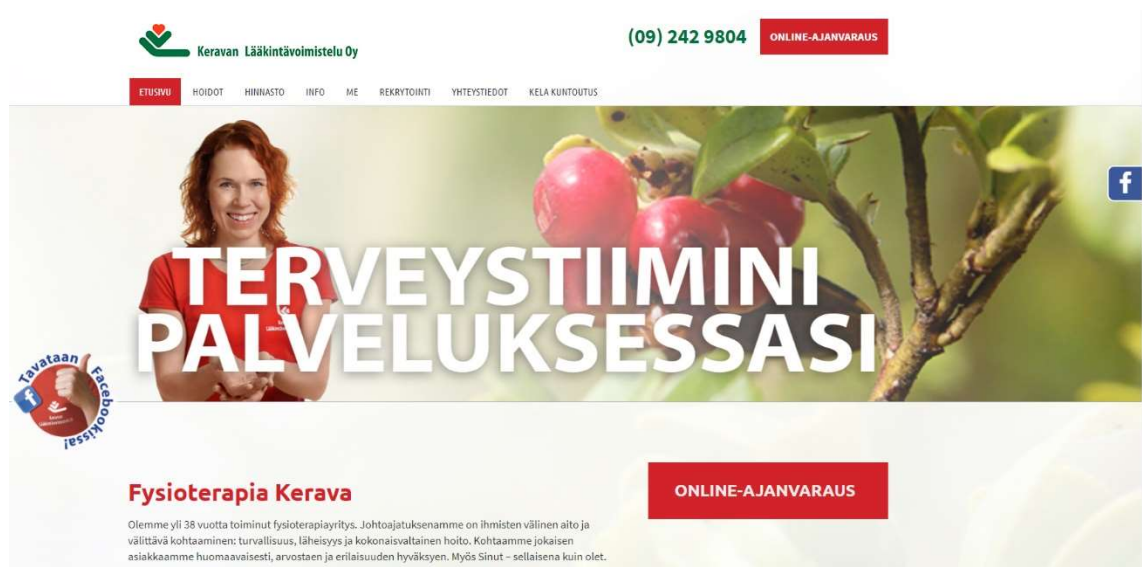 Keravan Lääkintävoimistelu Oy
(09) 242 9804
ONLINE-AJANVARAUS
ETUSIVU HOIDOT HINNASTO INFO ME REKRYTOINTI YHTEYSTIEDOT KELA KUNTOUTUS
TERVEYSTIIMINI
PALVELUKSESSASI
Tavataan Facebookissa!
Fysioterapia Kerava
ONLINE-AJANVARAUS
Olemme yli 38 vuotta toiminut fysioterapiayritys. Johtoajatuksenamme on ihmisten välinen aito ja
välittävä kohtaaminen: turvallisuus, läheisyys ja kokonaisvaltainen hoito. Kohtaamme jokaisen
asiakkaamme huomaavaisesti, arvostaen ja erilaisuuden hyväksyen. Myös Sinut – sellaisena kuin olet.